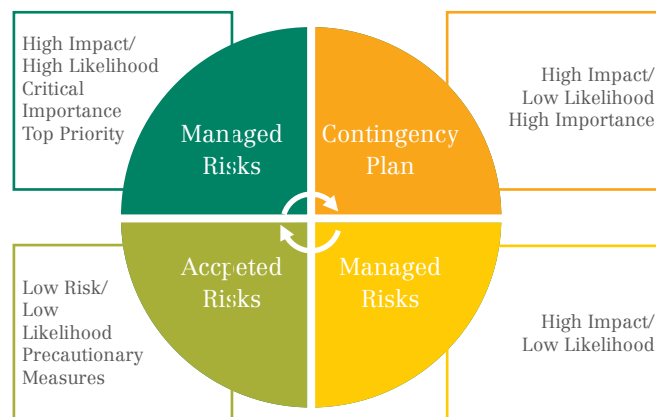 High Impact/
High Likelihood
Critical
Importance
Top Priority
Managed
Risks
Contingency
Plan
High Impact/
Low Likelihood
High Importance
Low Risk/
Low
Likelihood
Precautionary
Measures
Accpeted
Risks
Managed
Risks
High Impact/
Low Likelihood